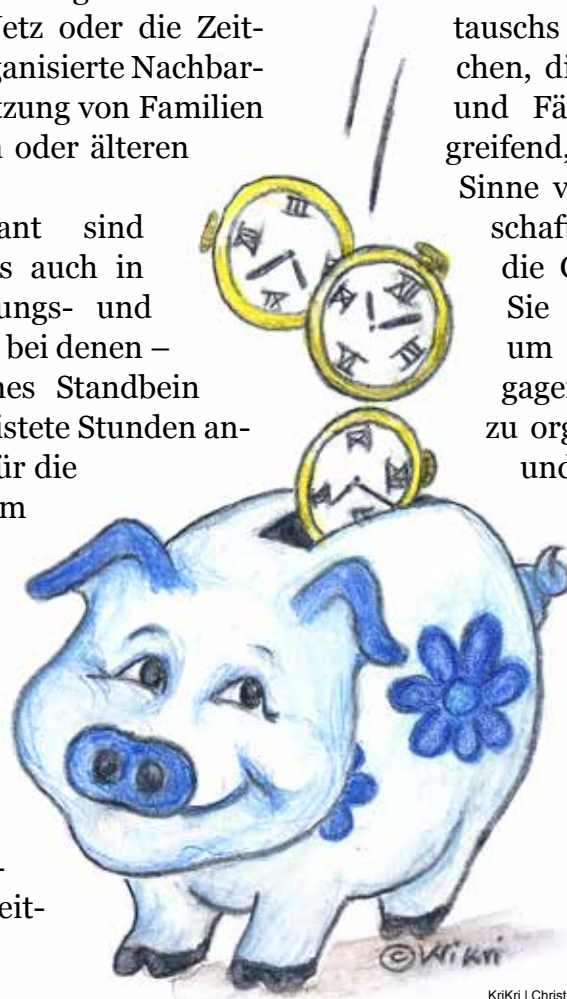 Netz oder die Zeit-
ganisierte Nachbar-
tzung von Familien
oder älteren
ant sind
s auch in
ungs- und
bei denen –
nes Standbein
istete Stunden an-
ür die
m
-
eit-
tauschs
chen, di
und Fä
greifend,
Sinne v
schaft
die
Sie
um
gage
zu org
und
©KriKri
KriKri | Christ